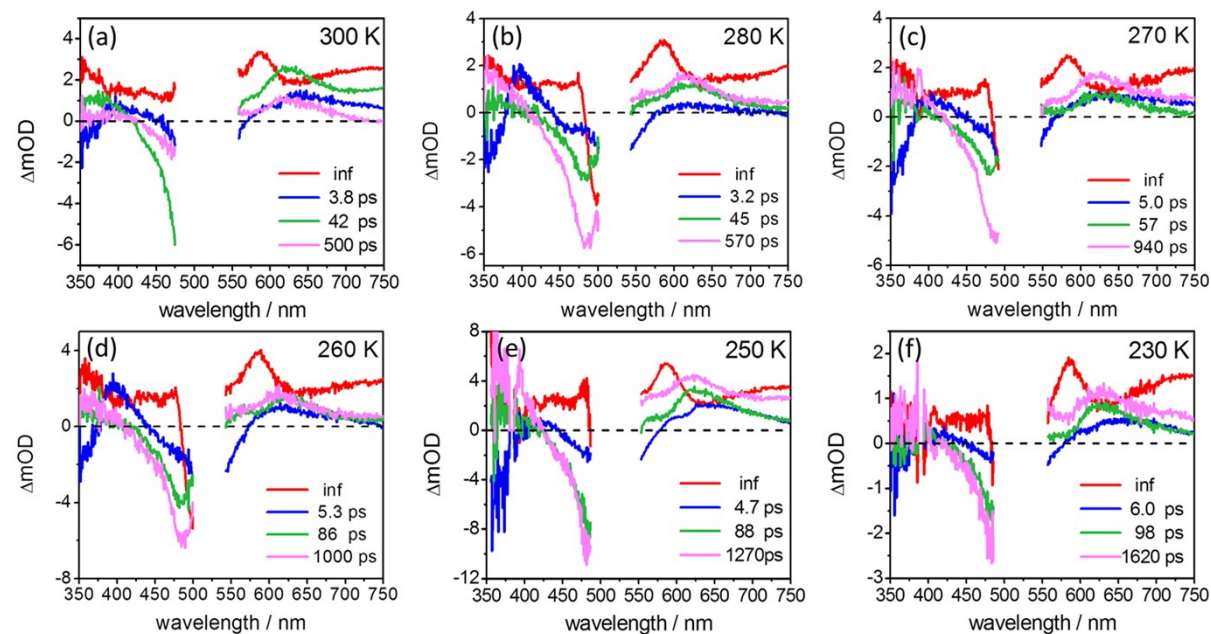 (a) 300 K
4
2
0
-2
-4
-6
ΔmOD
inf
3.8 ps
42 ps
500 ps
350 400 450 500 550 600 650 700 750
wavelength / nm
(b) 280 K
4
2
0
-2
-4
-6
ΔmOD
inf
3.2 ps
45 ps
570 ps
350 400 450 500 550 600 650 700 750
wavelength / nm
(c) 270 K
4
2
0
-2
-4
-6
ΔmOD
inf
5.0 ps
57 ps
940 ps
350 400 450 500 550 600 650 700 750
wavelength / nm
(d) 260 K
4
0
-4
-8
ΔmOD
inf
5.3 ps
86 ps
1000 ps
350 400 450 500 550 600 650 700 750
wavelength / nm
(e) 250 K
12
8
4
0
-4
-8
-12
ΔmOD
inf
4.7 ps
88 ps
1270ps
350 400 450 500 550 600 650 700 750
wavelength / nm
(f) 230 K
2
1
0
-1
-2
-3
ΔmOD
inf
6.0 ps
98 ps
1620 ps
350 400 450 500 550 600 650 700 750
wavelength / nm